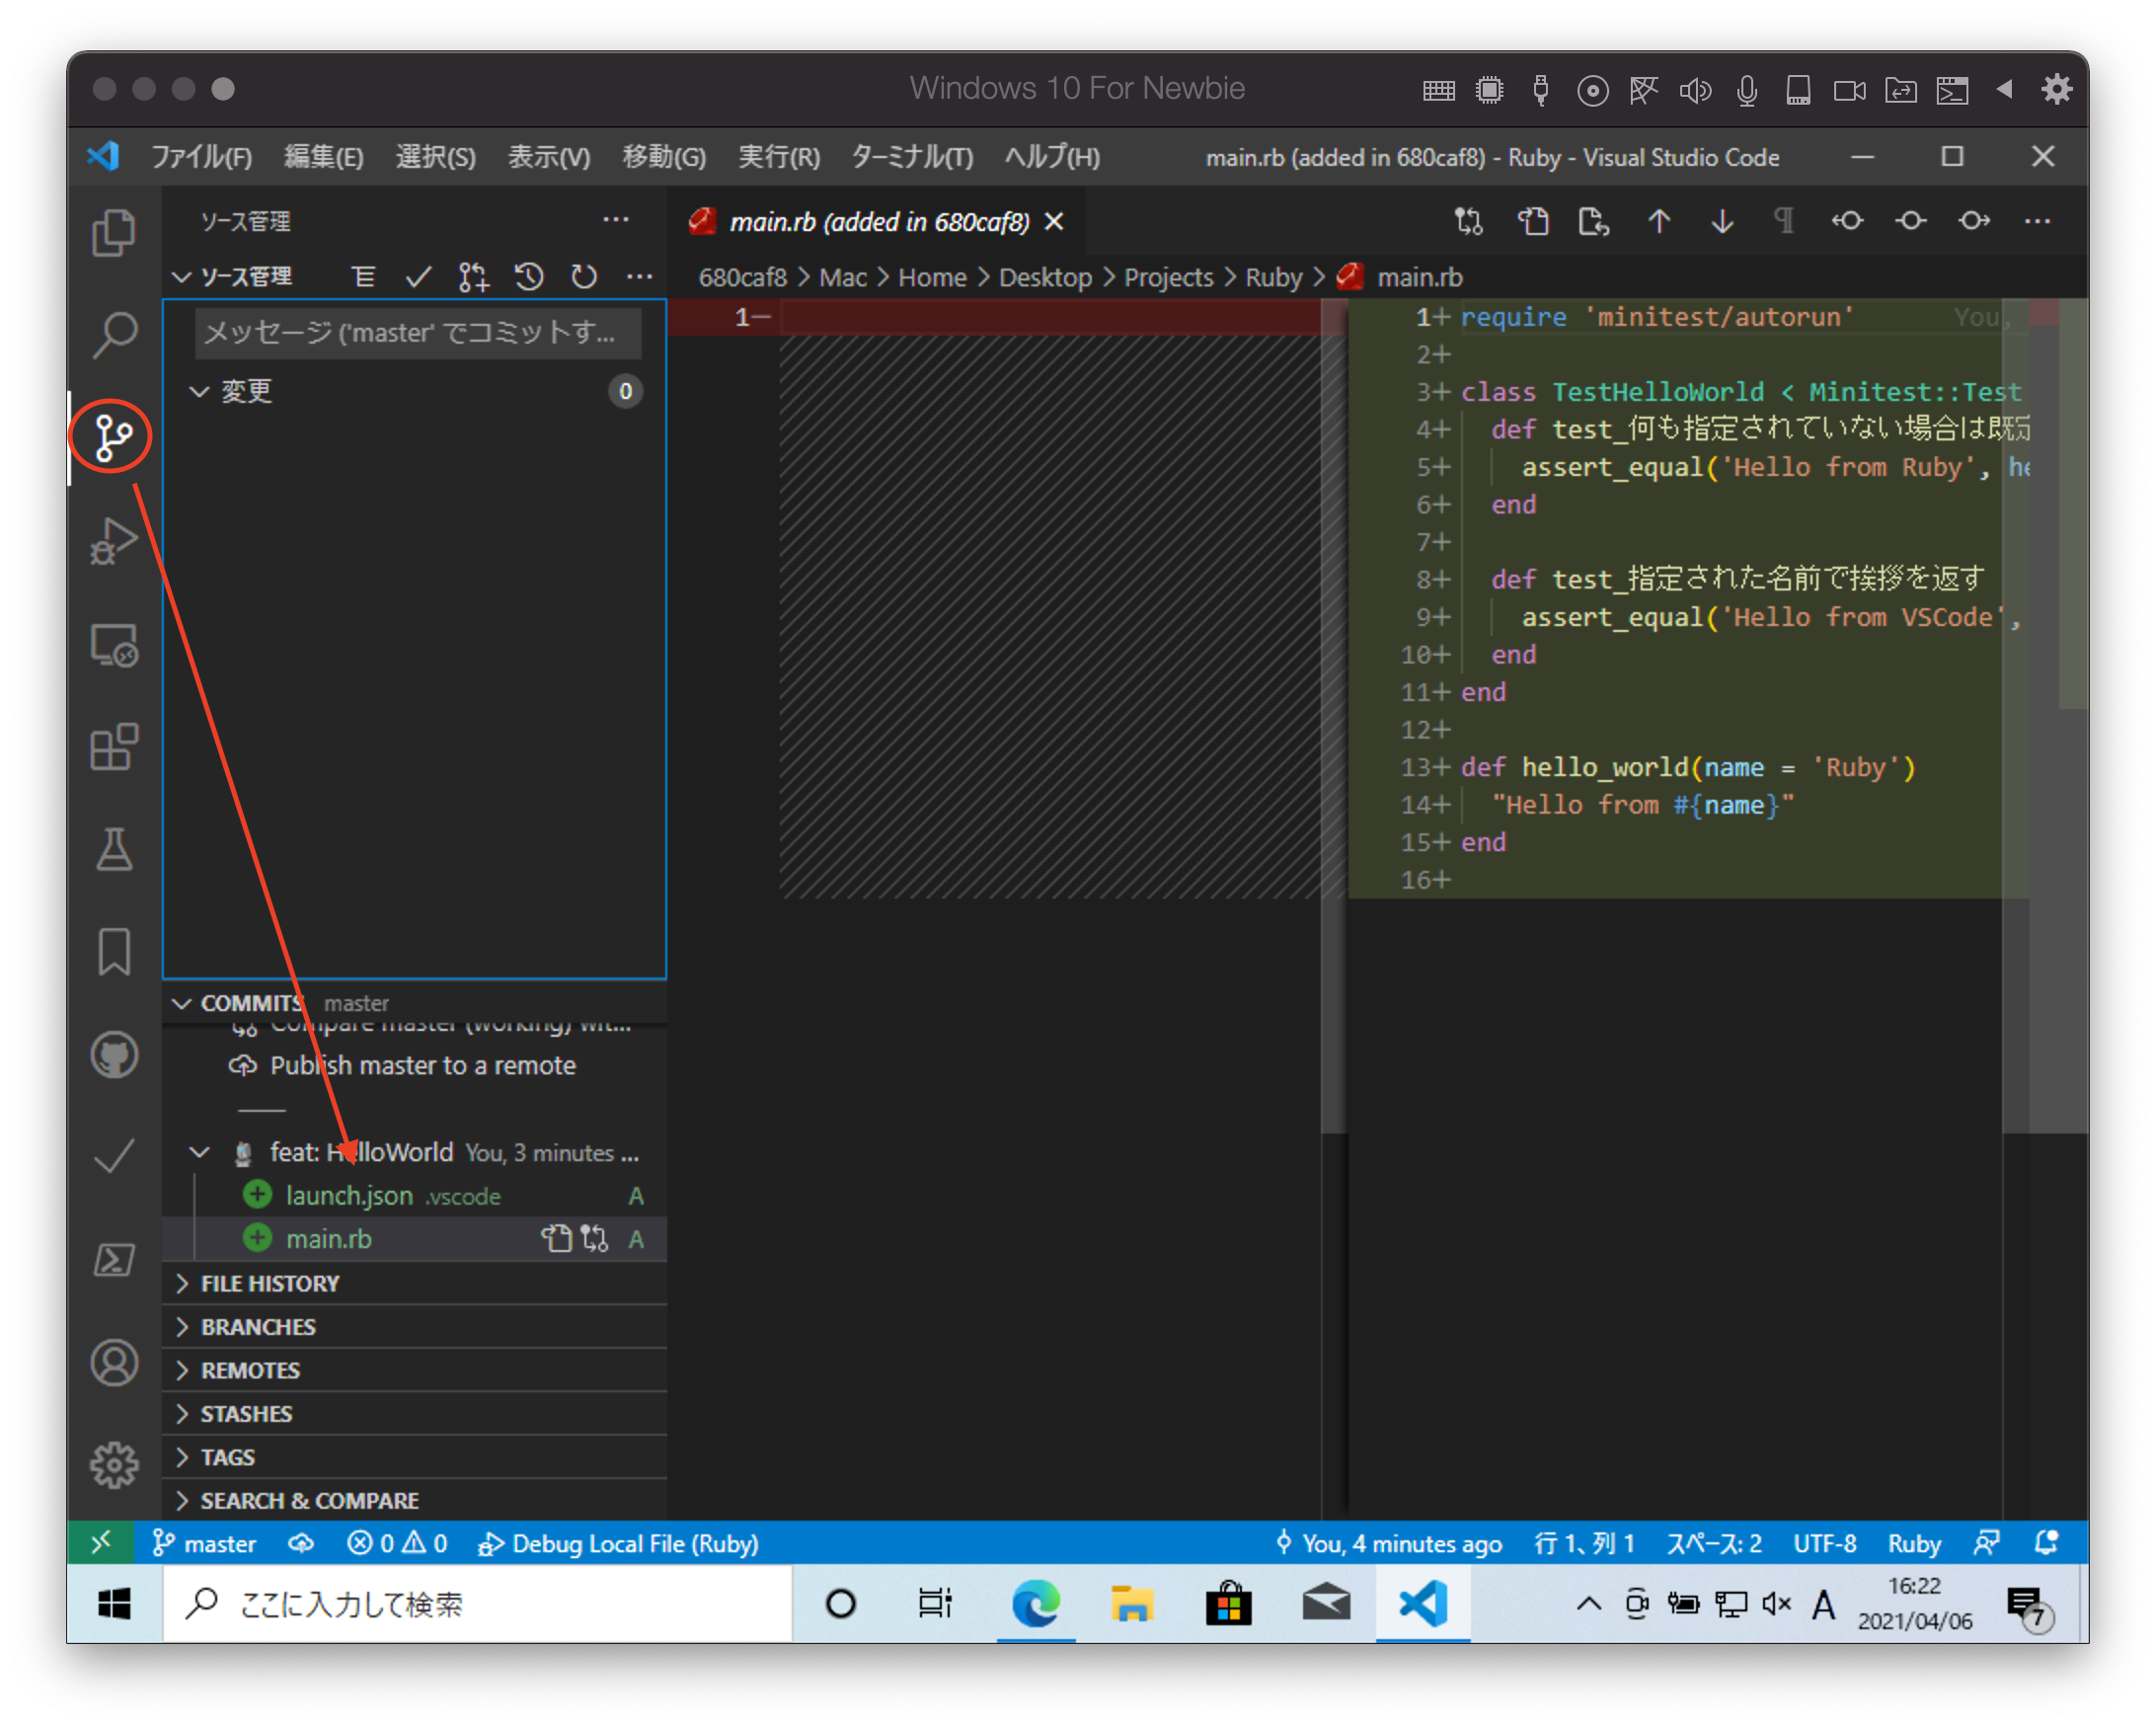 Windows 10 For Newbie
ファイル(F) 編集(E) 選択(S) 表示(V) 移動(G) 実行(R) ターミナル(T) ヘルプ(H) main.rb (added in 680caf8) - Ruby - Visual Studio Code
ソース管理
main.rb (added in 680caf8)
ソース管理
680caf8 > Mac > Home > Desktop > Projects > Ruby > main.rb
メッセージ ('master' でコミットす...
変更 0
1—
1+ require 'minitest/autorun' You,
2+
3+ class TestHelloWorld < Minitest::Test
4+ def test_何も指定されていない場合は既定
5+ assert_equal('Hello from Ruby', he
6+ end
7+
8+ def test_指定された名前で挨拶を返す
9+ assert_equal('Hello from VSCode',
10+ end
11+ end
12+
13+ def hello_world(name = 'Ruby')
14+ "Hello from #{name}"
15+ end
16+
COMMITS master
Compare master (working) wit...
Publish master to a remote
feat: HelloWorld You, 3 minutes ...
launch.json .vscode A
main.rb A
FILE HISTORY
BRANCHES
REMOTES
STASHES
TAGS
SEARCH & COMPARE
master 0 0 Debug Local File (Ruby) You, 4 minutes ago 行 1、列 1 スペース: 2 UTF-8 Ruby
ここに入力して検索
A
16:22
2021/04/06
7